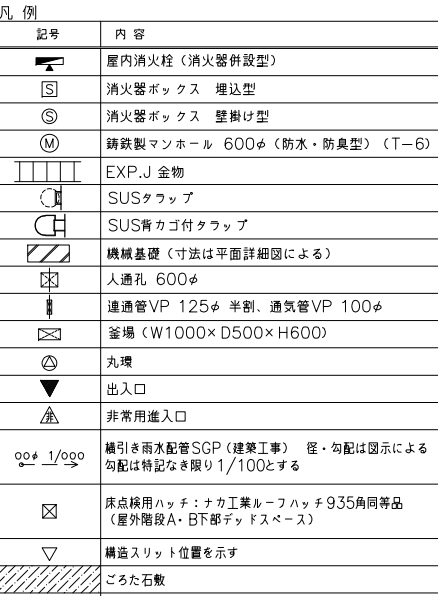 凡 例
記号 内 容
屋内消火栓（消火器併設型）
S 消火器ボックス 埋込型
S 消火器ボックス 壁掛け型
M 鋳鉄製マンホール 600φ（防水・防臭型）（T－6）
EXP.J 金物
SUSタラップ
SUS背カゴ付タラップ
機械基礎（寸法は平面詳細図による）
人通孔 600φ
連通管VP 125φ 半割、通気管VP 100φ
釜場（W1000×D500×H600）
丸環
出入口
非 非常用進入口
00φ 1/000 横引き雨水配管SGP（建築工事） 径・勾配は図示による
勾配は特記なき限り1/100とする
床点検用ハッチ：ナカ工業ルーフハッチ935角同等品
（屋外階段A・B下部デッドスペース）
構造スリット位置を示す
ごろた石敷